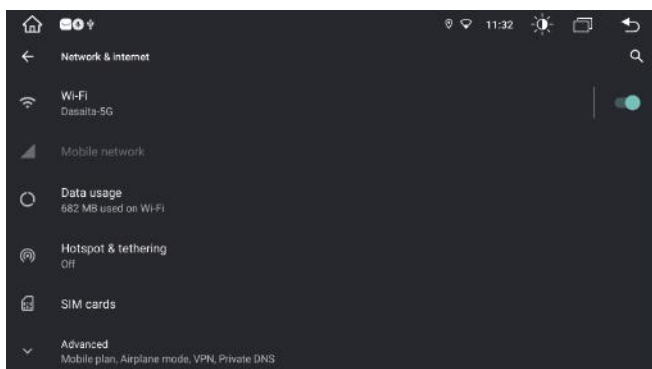 11:32
Network & internet
Wi-Fi
Dasaita-5G
Mobile network
Data usage
682 MB used on Wi-Fi
Hotspot & tethering
Off
SIM cards
Advanced
Mobile plan, Airplane mode, VPN, Private DNS